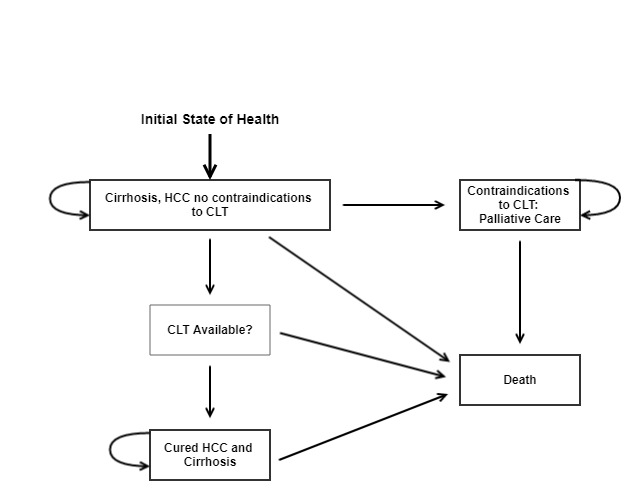 Initial State of Health
Cirrhosis, HCC no contraindications
to CLT
Contraindications
to CLT:
Palliative Care
CLT Available?
Death
Cured HCC and
Cirrhosis